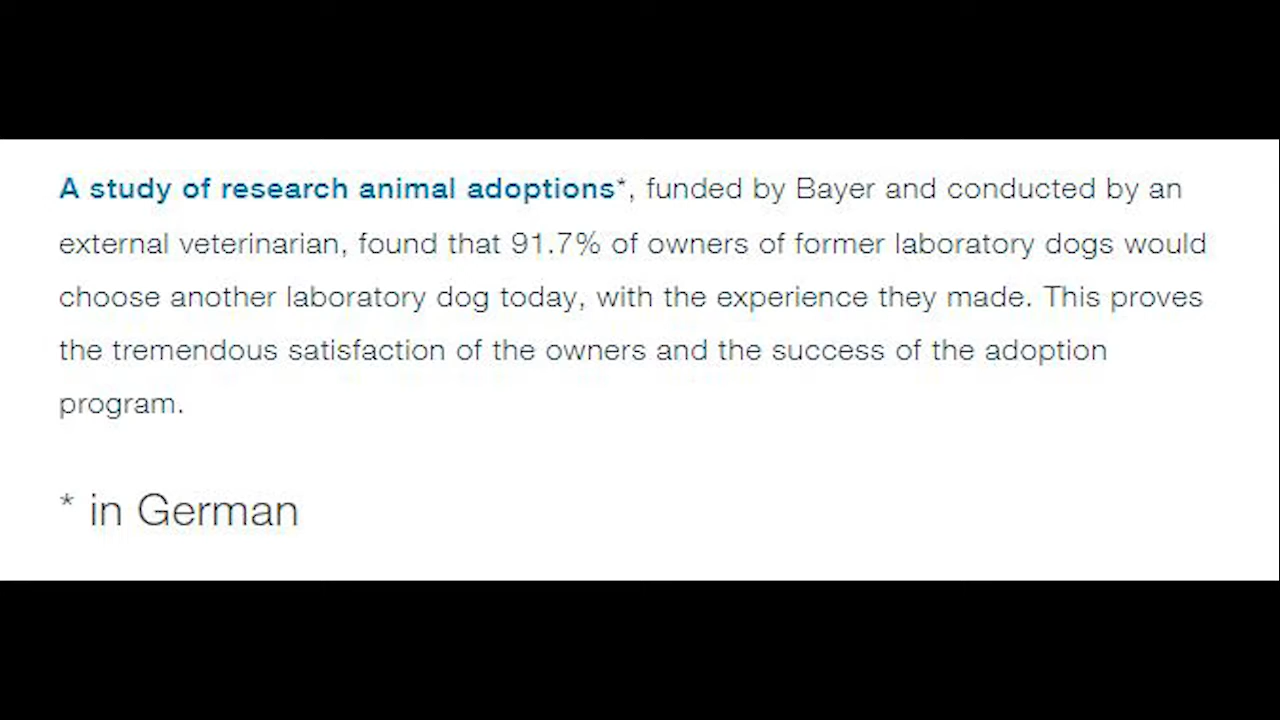 A study of research animal adoptions*, funded by Bayer and conducted by an
external veterinarian, found that 91.7% of owners of former laboratory dogs would
choose another laboratory dog today, with the experience they made. This proves
the tremendous satisfaction of the owners and the success of the adoption
program.
* in German